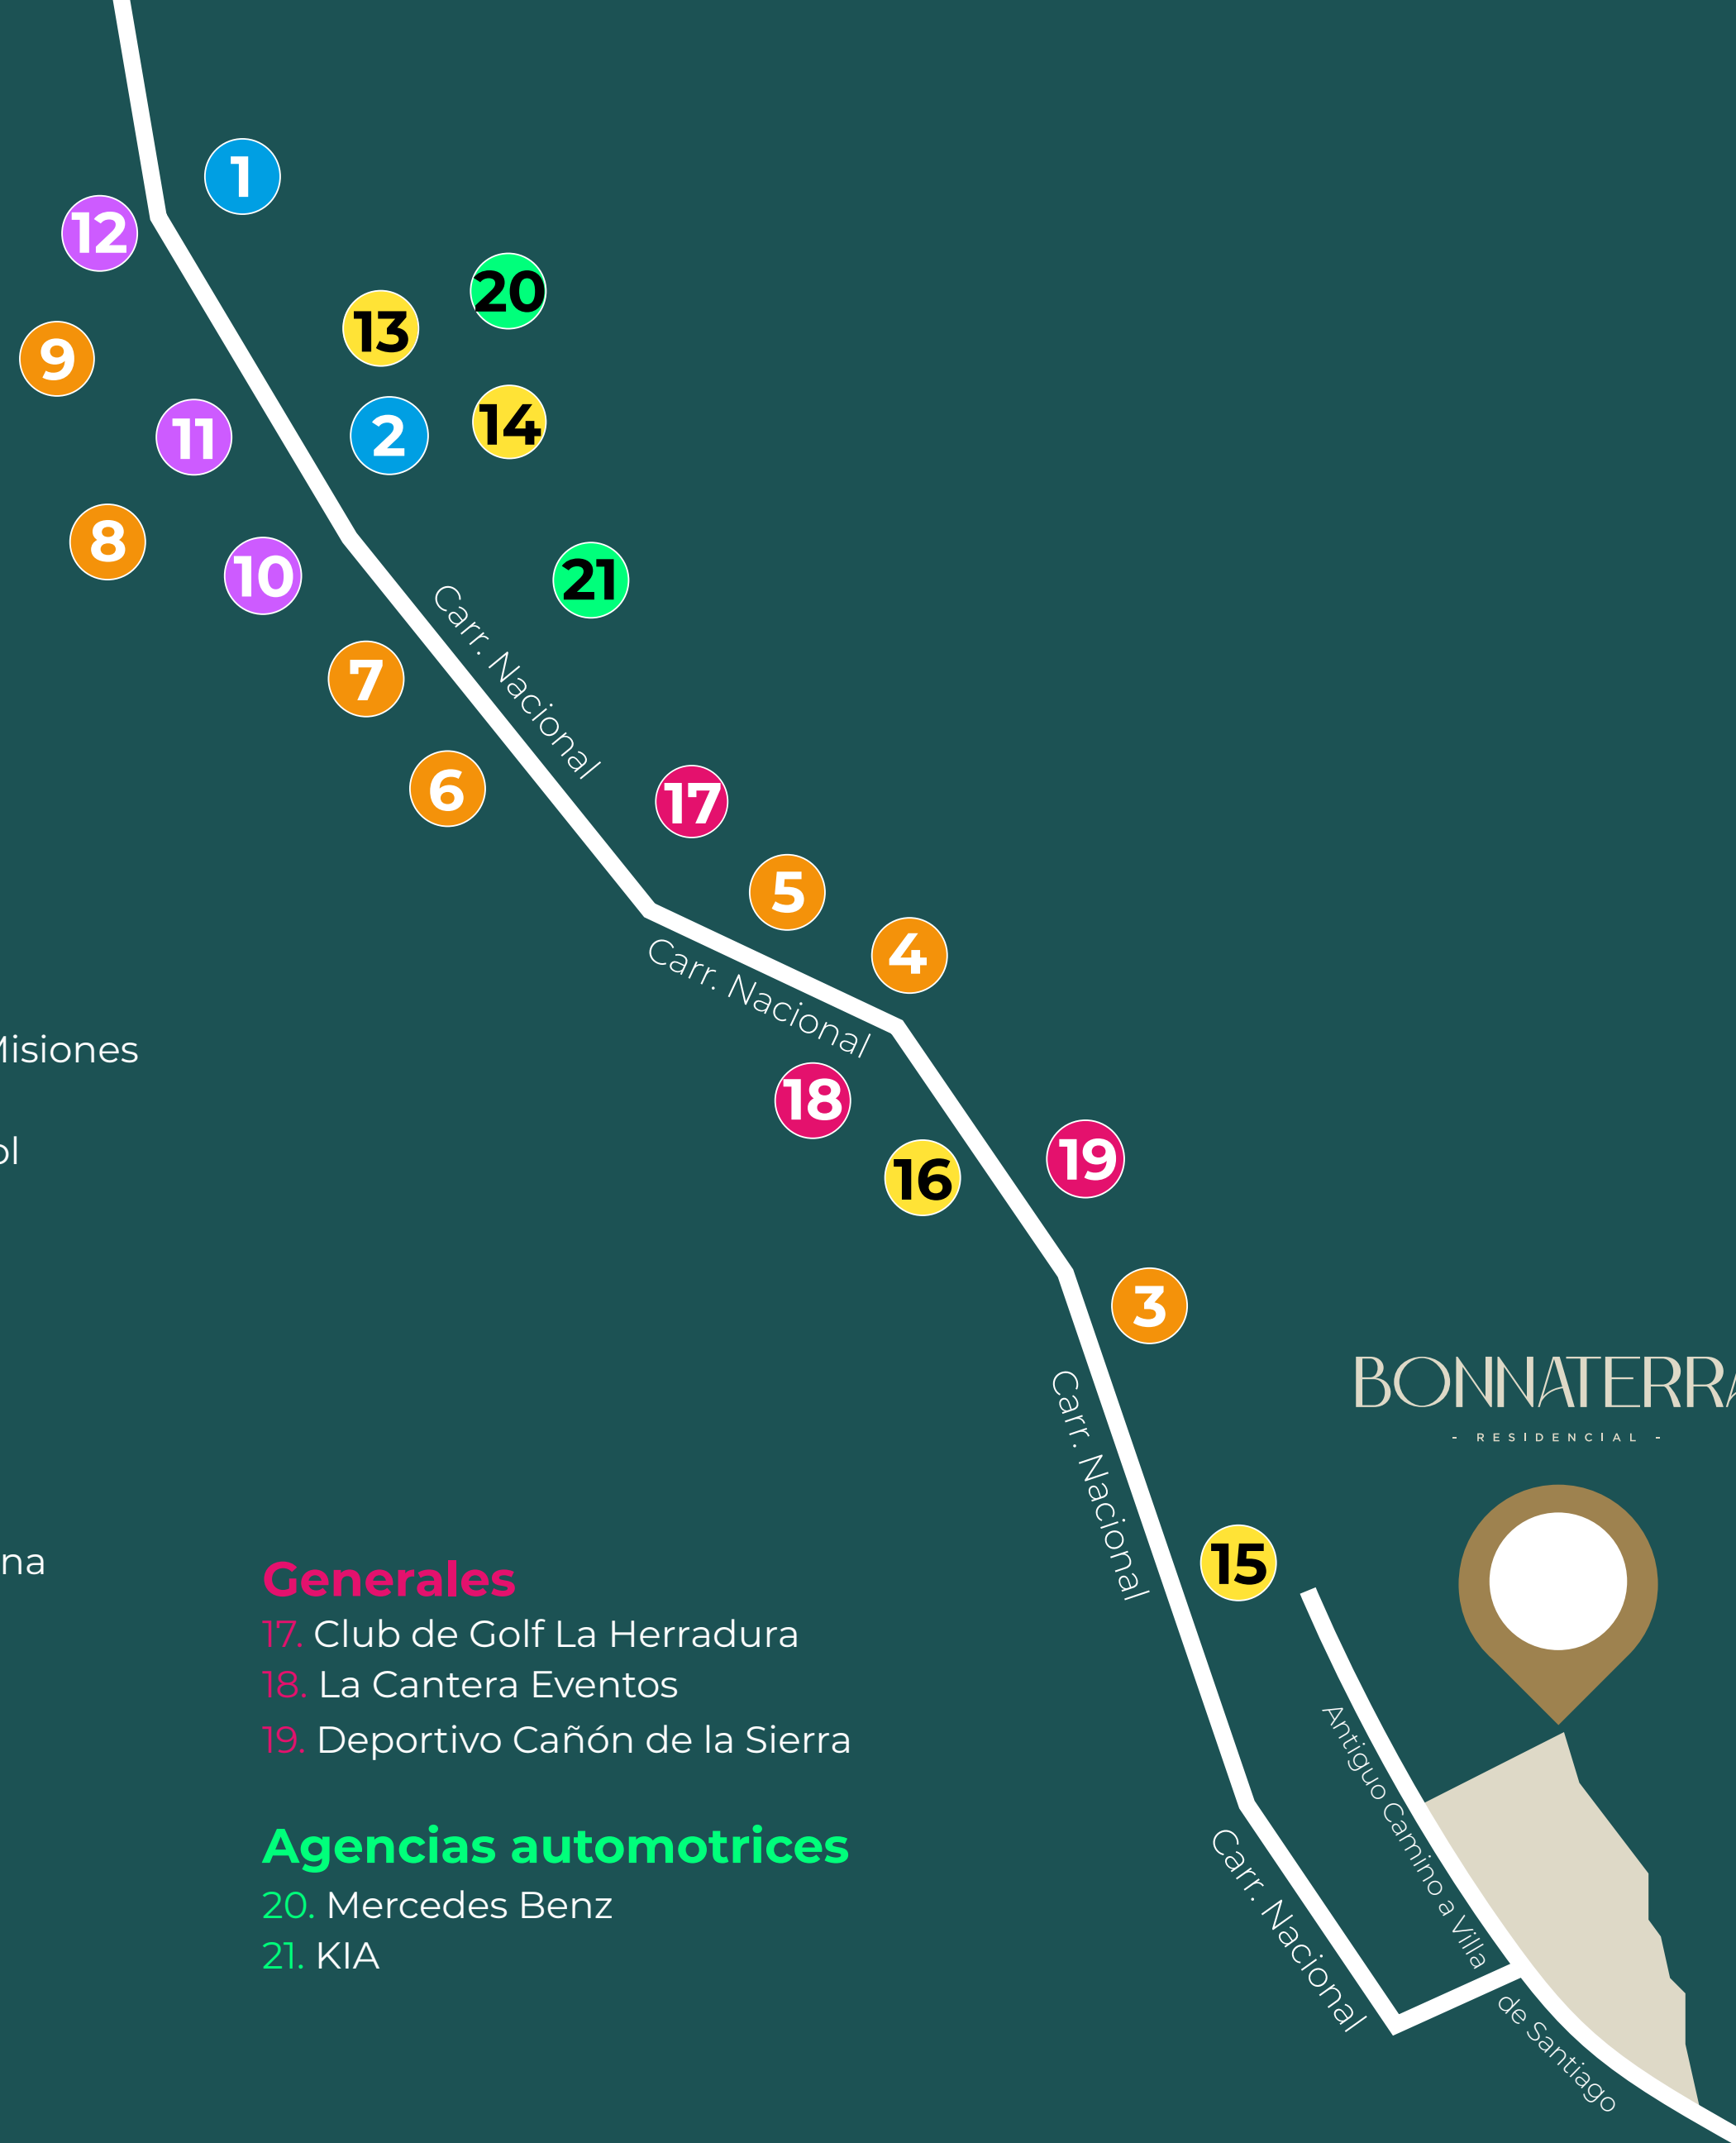 1
12
20
13
9
14
2
11
8
10
21
Carr. Nacional
7
6
17
5
4
Carr. Nacional
isiones
18
19
16
ol
3
BONNATERRA
- RESIDENCIAL -
Carr. Nacional
15
na
Generales
17. Club de Golf La Herradura
18. La Cantera Eventos
19. Deportivo Cañón de la Sierra
Agencias automotrices
20. Mercedes Benz
21. KIA
Antiguo Camino a Villa de Santiago
Carr. Nacional